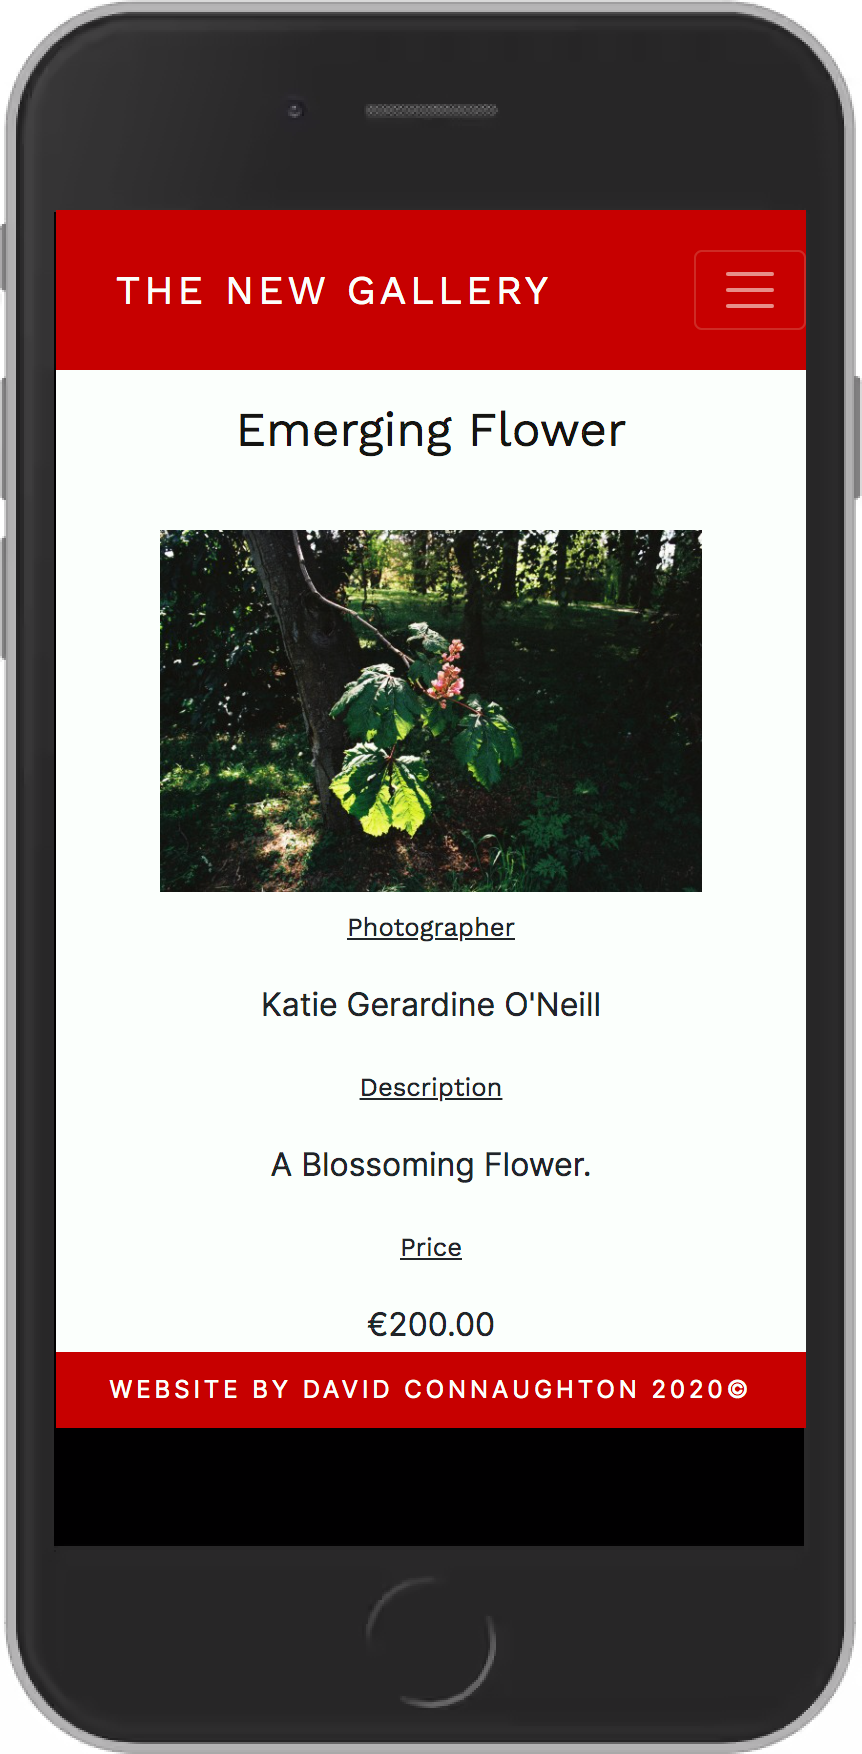 THE NEW GALLERY
Emerging Flower
Photographer
Katie Gerardine O'Neill
Description
A Blossoming Flower.
Price
€200.00
WEBSITE BY DAVID CONNAUGHTON 2020©